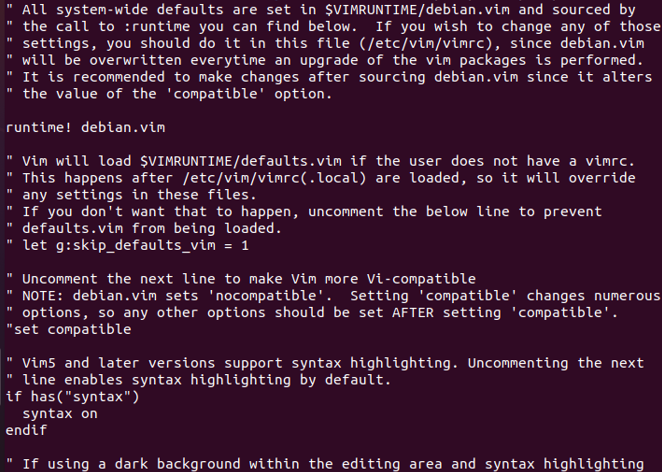 " All system-wide defaults are set in $VIMRUNTIME/debian.vim and sourced by
" the call to :runtime you can find below.  If you wish to change any of those
" settings, you should do it in this file (/etc/vim/vimrc), since debian.vim
" will be overwritten everytime an upgrade of the vim packages is performed.
" It is recommended to make changes after sourcing debian.vim since it alters
" the value of the 'compatible' option.

runtime! debian.vim

" Vim will load $VIMRUNTIME/defaults.vim if the user does not have a vimrc.
" This happens after /etc/vim/vimrc(.local) are loaded, so it will override
" any settings in these files.
" If you don't want that to happen, uncomment the below line to prevent
" defaults.vim from being loaded.
" let g:skip_defaults_vim = 1

" Uncomment the next line to make Vim more Vi-compatible
" NOTE: debian.vim sets 'nocompatible'.  Setting 'compatible' changes numerous
" options, so any other options should be set AFTER setting 'compatible'.
"set compatible

" Vim5 and later versions support syntax highlighting. Uncommenting the next
" line enables syntax highlighting by default.
if has("syntax")
  syntax on
endif

" If using a dark background within the editing area and syntax highlighting